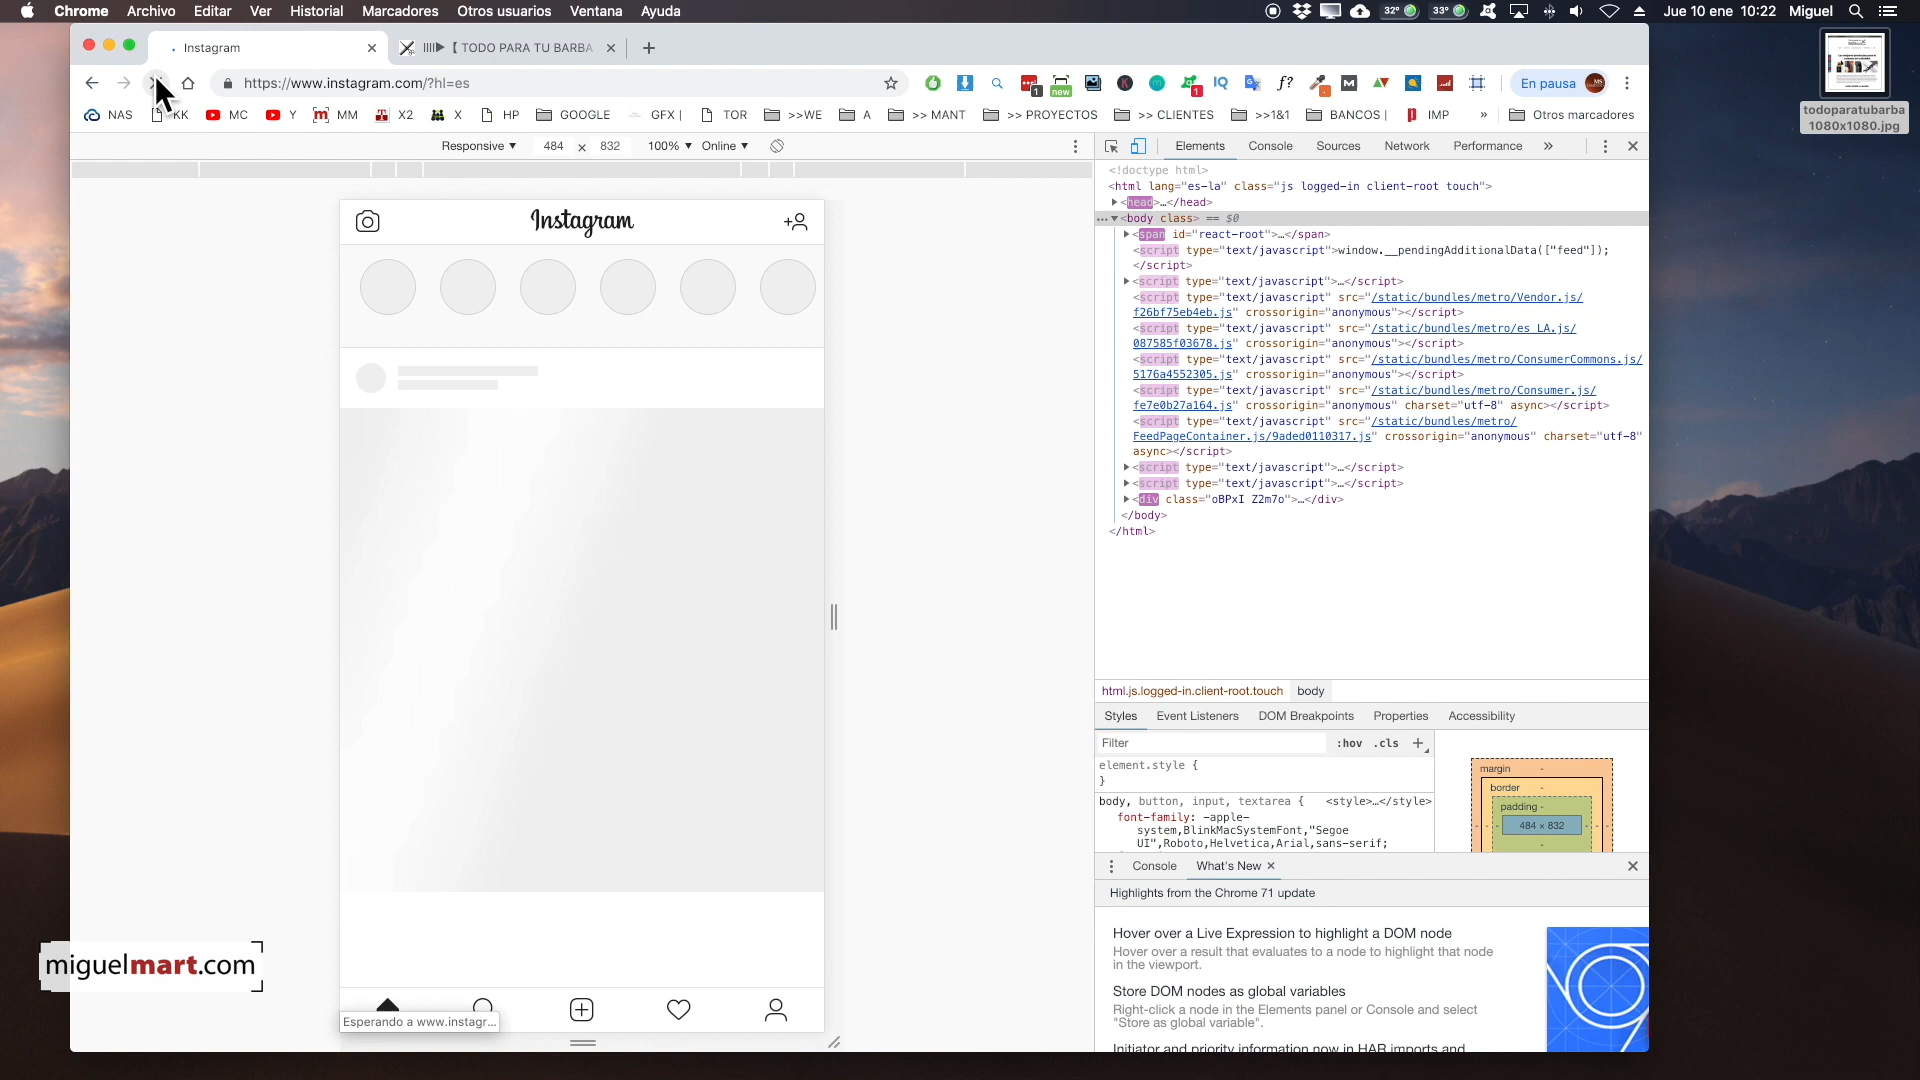 Chrome Archivo Editar Ver Historial Marcadores Otros usuarios Ventana Ayuda
32° 33° Jue 10 ene 10:22 Miguel
Instagram
IIII▶【 TODO PARA TU BARBA
https://www.instagram.com/?hl=es
1
new
1
f?
En pausa
NAS KK MC Y MM X2 X HP GOOGLE GFX | TOR >>WE A >> MANT >> PROYECTOS >> CLIENTES >>1&1 BANCOS | IMP » Otros marcadores
todoparatubarba
1080x1080.jpg
Responsive ▼ 484 x 832 100% ▼ Online ▼
Elements Console Sources Network Performance »
Instagram
<!doctype html>
<html lang="es-la" class="js logged-in client-root touch">
▶<head>…</head>
…▼<body class> == $0
▶<span id="react-root">…</span>
<script type="text/javascript">window.__pendingAdditionalData(["feed"]);
</script>
▶<script type="text/javascript">…</script>
<script type="text/javascript" src="/static/bundles/metro/Vendor.js/
f26bf75eb4eb.js" crossorigin="anonymous"></script>
<script type="text/javascript" src="/static/bundles/metro/es_LA.js/
087585f03678.js" crossorigin="anonymous"></script>
<script type="text/javascript" src="/static/bundles/metro/ConsumerCommons.js/
5176a4552305.js" crossorigin="anonymous"></script>
<script type="text/javascript" src="/static/bundles/metro/Consumer.js/
fe7e0b27a164.js" crossorigin="anonymous" charset="utf-8" async></script>
<script type="text/javascript" src="/static/bundles/metro/
FeedPageContainer.js/9aded0110317.js" crossorigin="anonymous" charset="utf-8"
async></script>
▶<script type="text/javascript">…</script>
▶<script type="text/javascript">…</script>
▶<div class="oBPxI Z2m7o">…</div>
</body>
</html>
html.js.logged-in.client-root.touch body
Styles Event Listeners DOM Breakpoints Properties Accessibility
Filter :hov .cls +
element.style {
}
body, button, input, textarea { <style>…</style>
font-family: -apple-
system,BlinkMacSystemFont,"Segoe
UI",Roboto,Helvetica,Arial,sans-serif;
margin -
border -
padding -
484 × 832
-
Console What's New ×
Highlights from the Chrome 71 update
Hover over a Live Expression to highlight a DOM node
Hover over a result that evaluates to a node to highlight that node
in the viewport.
Store DOM nodes as global variables
Right-click a node in the Elements panel or Console and select
"Store as global variable".
Initiator and priority information now in HAR imports and
Esperando a www.instagr...
miguelmart.com